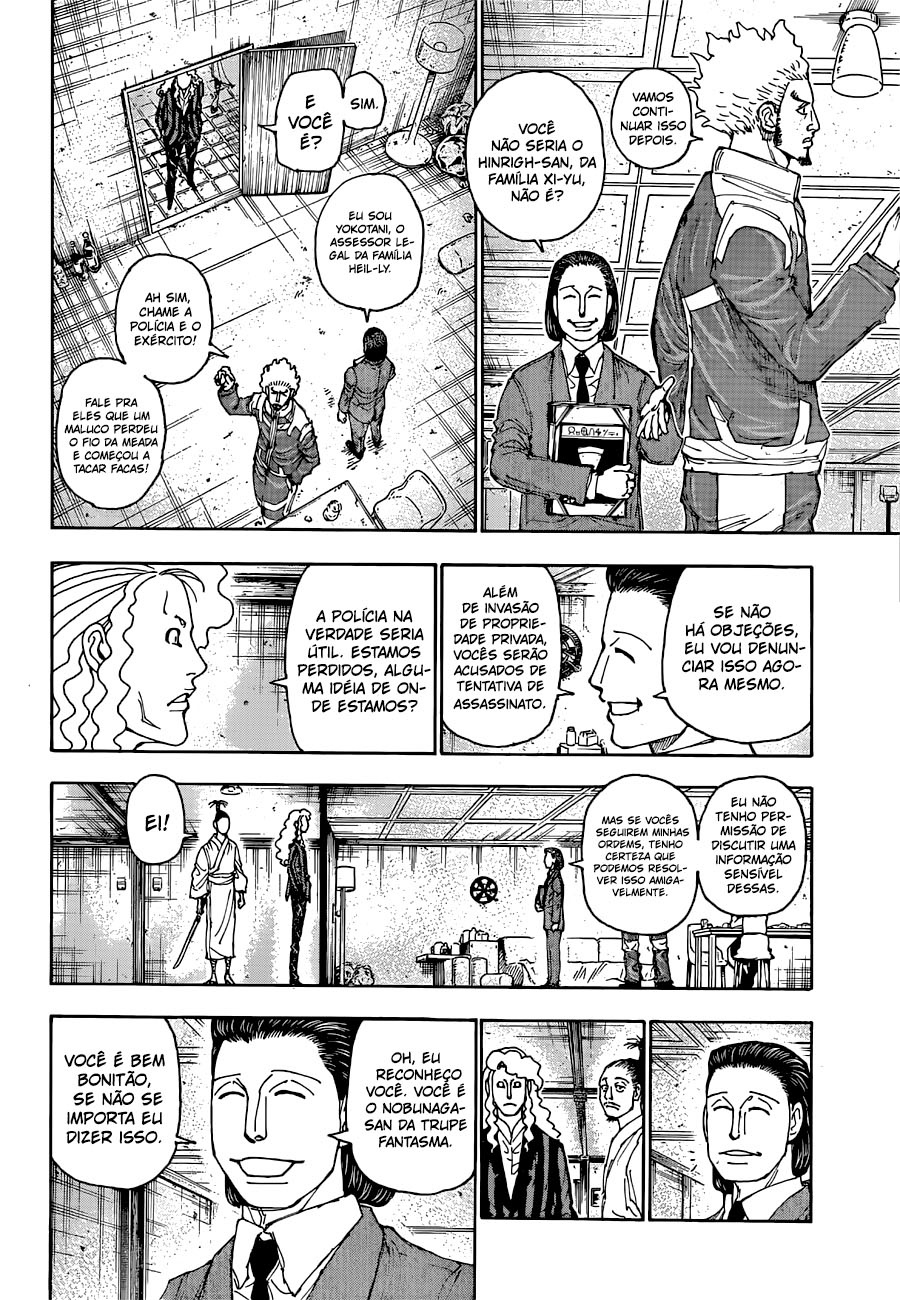 VAMOS
CONTI-
NUAR ISSO
DEPOIS.
VOCÊ
NÃO SERIA O
HINRIGH-SAN, DA
FAMÍLIA XI-YU,
NÃO É?
SIM.
E
VOCÊ
É?
EU SOU
YOKOTANI, O
ASSESSOR LE-
GAL DA FAMÍLIA
HEIL-LY.
AH SIM,
CHAME A
POLÍCIA E O
EXÉRCITO!
FALE PRA
ELES QUE UM
MALUCO PERDEU
O FIO DA MEADA
E COMEÇOU A
TACAR FACAS!
SE NÃO
HÁ OBJEÇÕES,
EU VOU DENUN-
CIAR ISSO AGO-
RA MESMO.
ALÉM
DE INVASÃO
DE PROPRIE-
DADE PRIVADA,
VOCÊS SERÃO
ACUSADOS DE
TENTATIVA DE
ASSASSINATO.
A POLÍCIA NA
VERDADE SERIA
ÚTIL. ESTAMOS
PERDIDOS, ALGU-
MA IDÉIA DE ON-
DE ESTAMOS?
EU NÃO
TENHO PER-
MISSÃO DE
DISCUTIR UMA
INFORMAÇÃO
SENSÍVEL
DESSAS.
MAS SE VOCÊS
SEGUIREM MINHAS
ORDEMS, TENHO
CERTEZA QUE
PODEMOS RESOL-
VER ISSO AMIGA-
VELMENTE.
EI!
OH, EU
RECONHEÇO
VOCÊ. VOCÊ É
O NOBUNAGA-
SAN DA TRUPE
FANTASMA.
VOCÊ É BEM
BONITÃO,
SE NÃO SE
IMPORTA EU
DIZER ISSO.